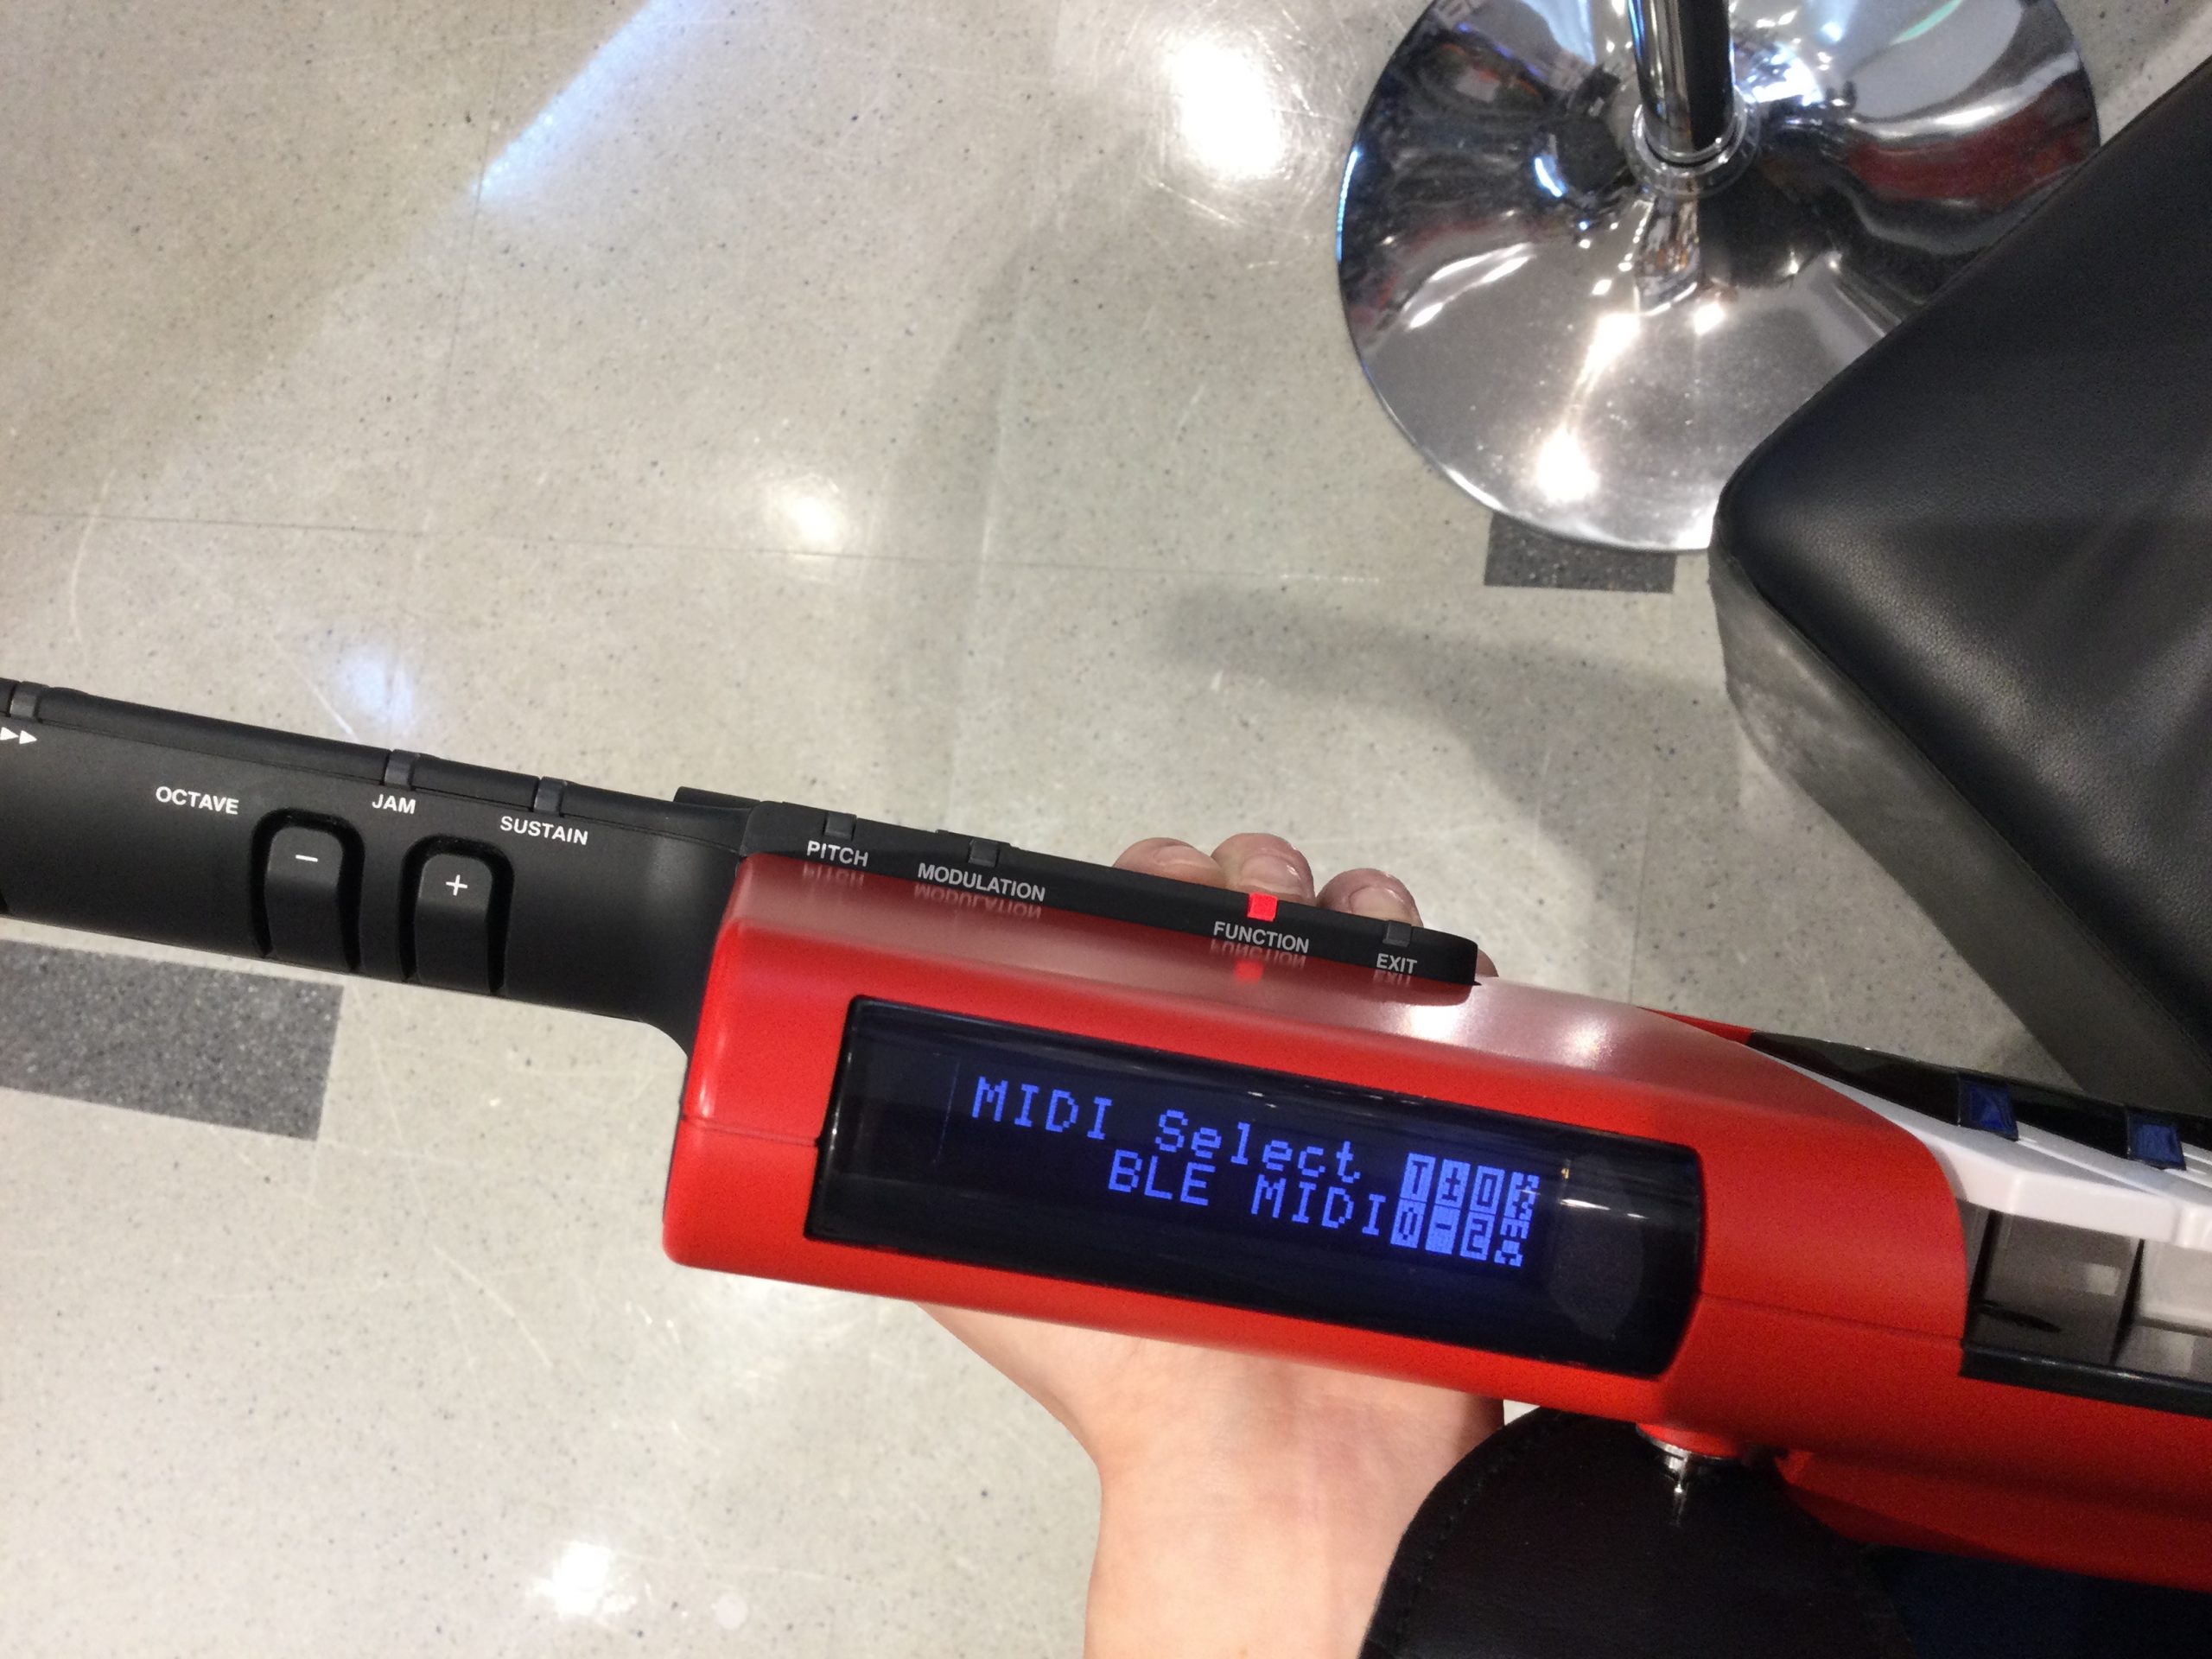 OCTAVE
JAM
SUSTAIN
PITCH
MODULATION
FUNCTION
EXIT
MIDI Select
BLE MIDI